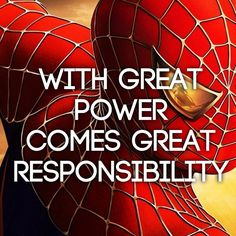 WITH GREAT
POWER
COMES GREAT
RESPONSIBILITY